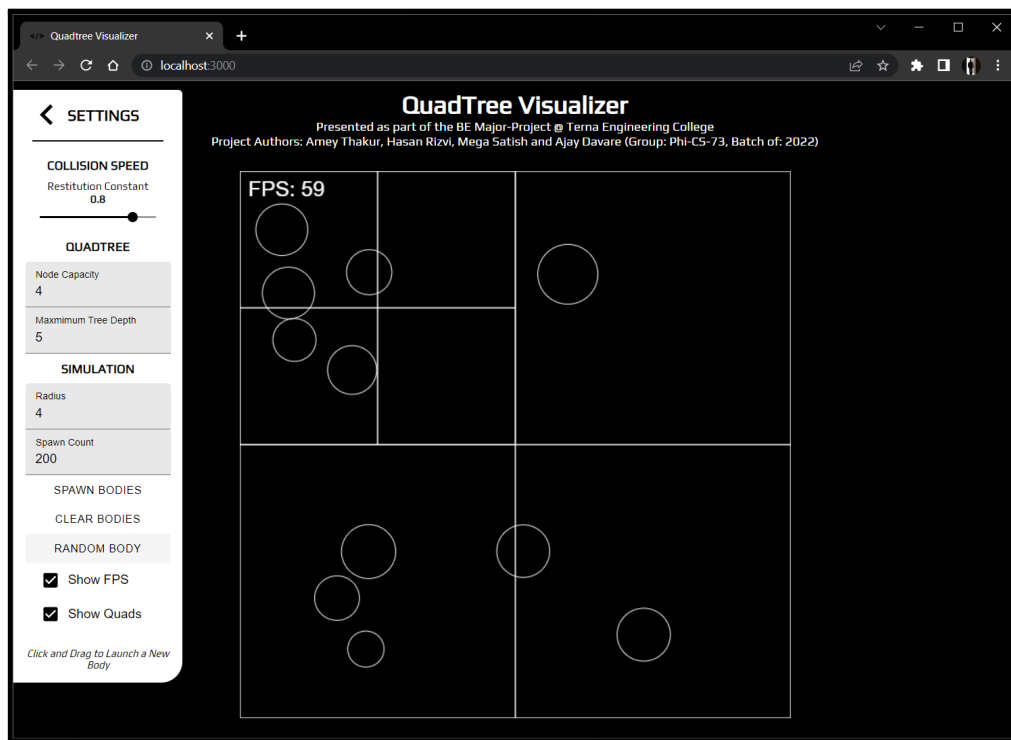 Quadtree Visualizer
localhost:3000
SETTINGS
COLLISION SPEED
Restitution Constant
0.8
QUADTREE
Node Capacity
4
Maxmimum Tree Depth
5
SIMULATION
Radius
4
Spawn Count
200
SPAWN BODIES
CLEAR BODIES
RANDOM BODY
Show FPS
Show Quads
Click and Drag to Launch a New
Body
QuadTree Visualizer
Presented as part of the BE Major-Project @ Terna Engineering College
Project Authors: Amey Thakur, Hasan Rizvi, Mega Satish and Ajay Davare (Group: Phi-CS-73, Batch of: 2022)
FPS: 59